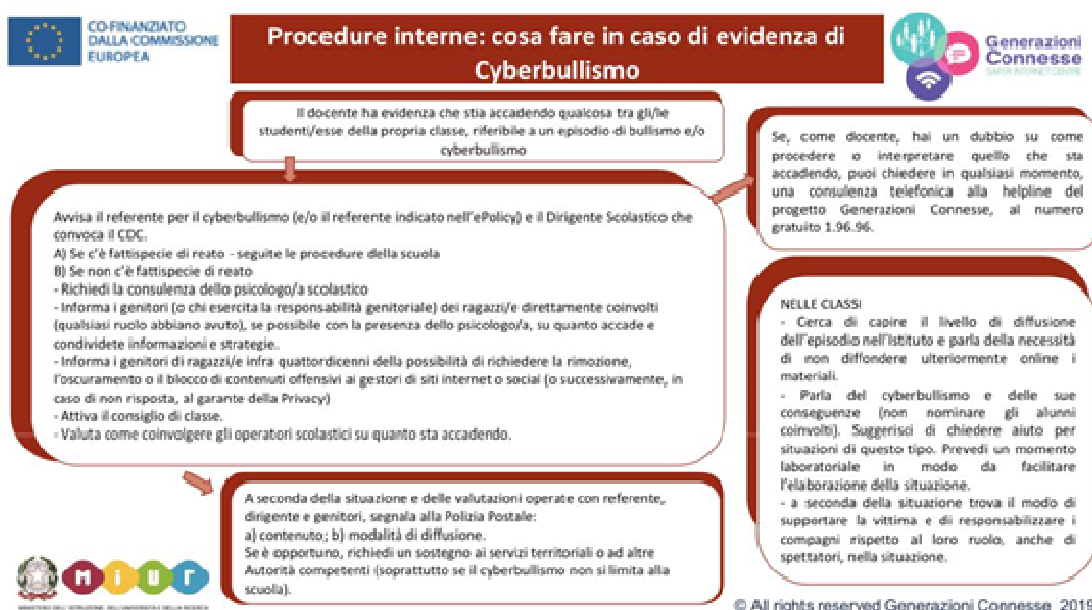 CO-FINANZIATO
DALLA COMMISSIONE
EUROPEA
Procedure interne: cosa fare in caso di evidenza di
Cyberbullismo
Generazioni
Connesse
SAFER INTERNET CENTRE
Il docente ha evidenza che stia accadendo qualcosa tra gli/le
studenti/esse della propria classe, riferibile a un episodio di bullismo e/o
cyberbullismo
Se, come docente, hai un dubbio su come
procedere o interpretare quello che sta
accadendo, puoi chiedere in qualsiasi momento,
una consulenza telefonica alla helpline del
progetto Generazioni Connesse, al numero
gratuito 1.96.96.
Avvisa il referente per il cyberbullismo (e/o il referente indicato nell'ePolicy) e il Dirigente Scolastico che
convoca il CDC.
A) Se c'è fattispecie di reato - seguite le procedure della scuola
B) Se non c'è fattispecie di reato
- Richiedi la consulenza dello psicologo/a scolastico
- Informa i genitori (o chi esercita la responsabilità genitoriale) dei ragazzi/e direttamente coinvolti
(qualsiasi ruolo abbiano avuto), se possibile con la presenza dello psicologo/a, su quanto accade e
condividete informazioni e strategie.
- Informa i genitori di ragazzi/e infra quattordicenni della possibilità di richiedere la rimozione,
l'oscuramento o il blocco di contenuti offensivi ai gestori di siti internet o social (o successivamente, in
caso di non risposta, al garante della Privacy)
- Attiva il consiglio di classe.
- Valuta come coinvolgere gli operatori scolastici su quanto sta accadendo.
NELLE CLASSI
- Cerca di capire il livello di diffusione
dell'episodio nell'Istituto e parla della necessità
di non diffondere ulteriormente online i
materiali.
- Parla del cyberbullismo e delle sue
conseguenze (non nominare gli alunni
coinvolti). Suggerisci di chiedere aiuto per
situazioni di questo tipo. Prevedi un momento
laboratoriale in modo da facilitare
l'elaborazione della situazione.
- a seconda della situazione trova il modo di
supportare la vittima e di responsabilizzare i
compagni rispetto al loro ruolo, anche di
spettatori, nella situazione.
A seconda della situazione e delle valutazioni operate con referente,
dirigente e genitori, segnala alla Polizia Postale:
a) contenuto; b) modalità di diffusione.
Se è opportuno, richiedi un sostegno ai servizi territoriali o ad altre
Autorità competenti (soprattutto se il cyberbullismo non si limita alla
scuola).
MIUR
MINISTERO DELL'ISTRUZIONE, DELL'UNIVERSITÀ E DELLA RICERCA
© All rights reserved Generazioni Connesse 2019